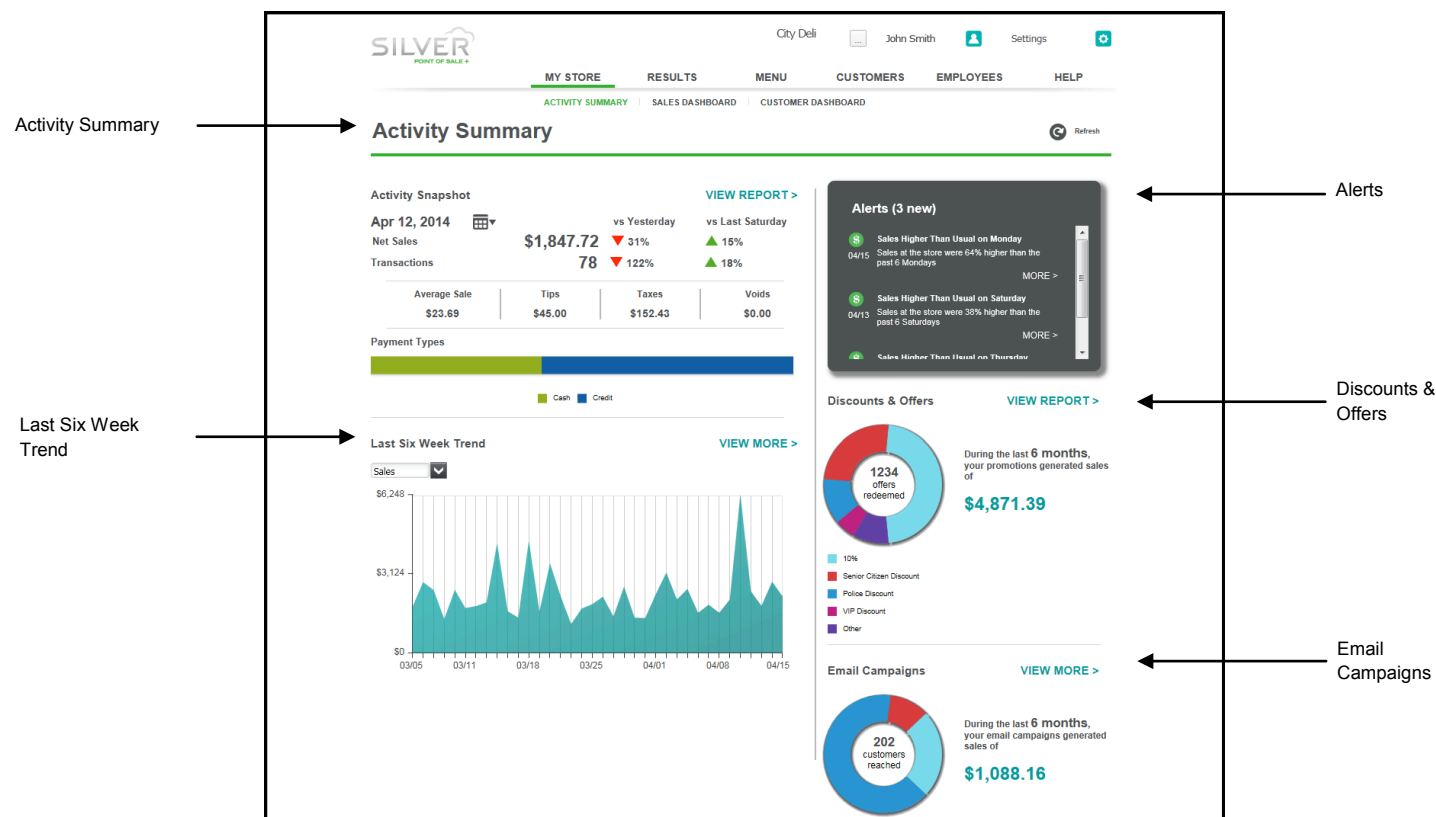 SILVER
POINT OF SALE +
City Deli
...
John Smith
Settings
MY STORE RESULTS MENU CUSTOMERS EMPLOYEES HELP
ACTIVITY SUMMARY SALES DASHBOARD CUSTOMER DASHBOARD
Activity Summary
Activity Summary
Refresh
Activity Snapshot
VIEW REPORT >
Apr 12, 2014
vs Yesterday vs Last Saturday
Net Sales $1,847.72 31% 15%
Transactions 78 122% 18%
Average Sale Tips Taxes Voids
$23.69 $45.00 $152.43 $0.00
Payment Types
Cash Credit
Last Six Week
Trend
Last Six Week Trend
VIEW MORE >
Sales
$6,248
$3,124
$0
03/05 03/11 03/18 03/25 04/01 04/08 04/15
Alerts
Alerts (3 new)
$
Sales Higher Than Usual on Monday
04/15
Sales at the store were 64% higher than the
past 6 Mondays
MORE >
$
Sales Higher Than Usual on Saturday
04/13
Sales at the store were 38% higher than the
past 6 Saturdays
MORE >
Sales Higher Than Usual on Thursday
Discounts &
Offers
Discounts & Offers
VIEW REPORT >
1234
offers
redeemed
During the last 6 months,
your promotions generated sales
of
$4,871.39
10%
Senior Citizen Discount
Police Discount
VIP Discount
Other
Email
Campaigns
Email Campaigns
VIEW MORE >
202
customers
reached
During the last 6 months,
your email campaigns generated
sales of
$1,088.16